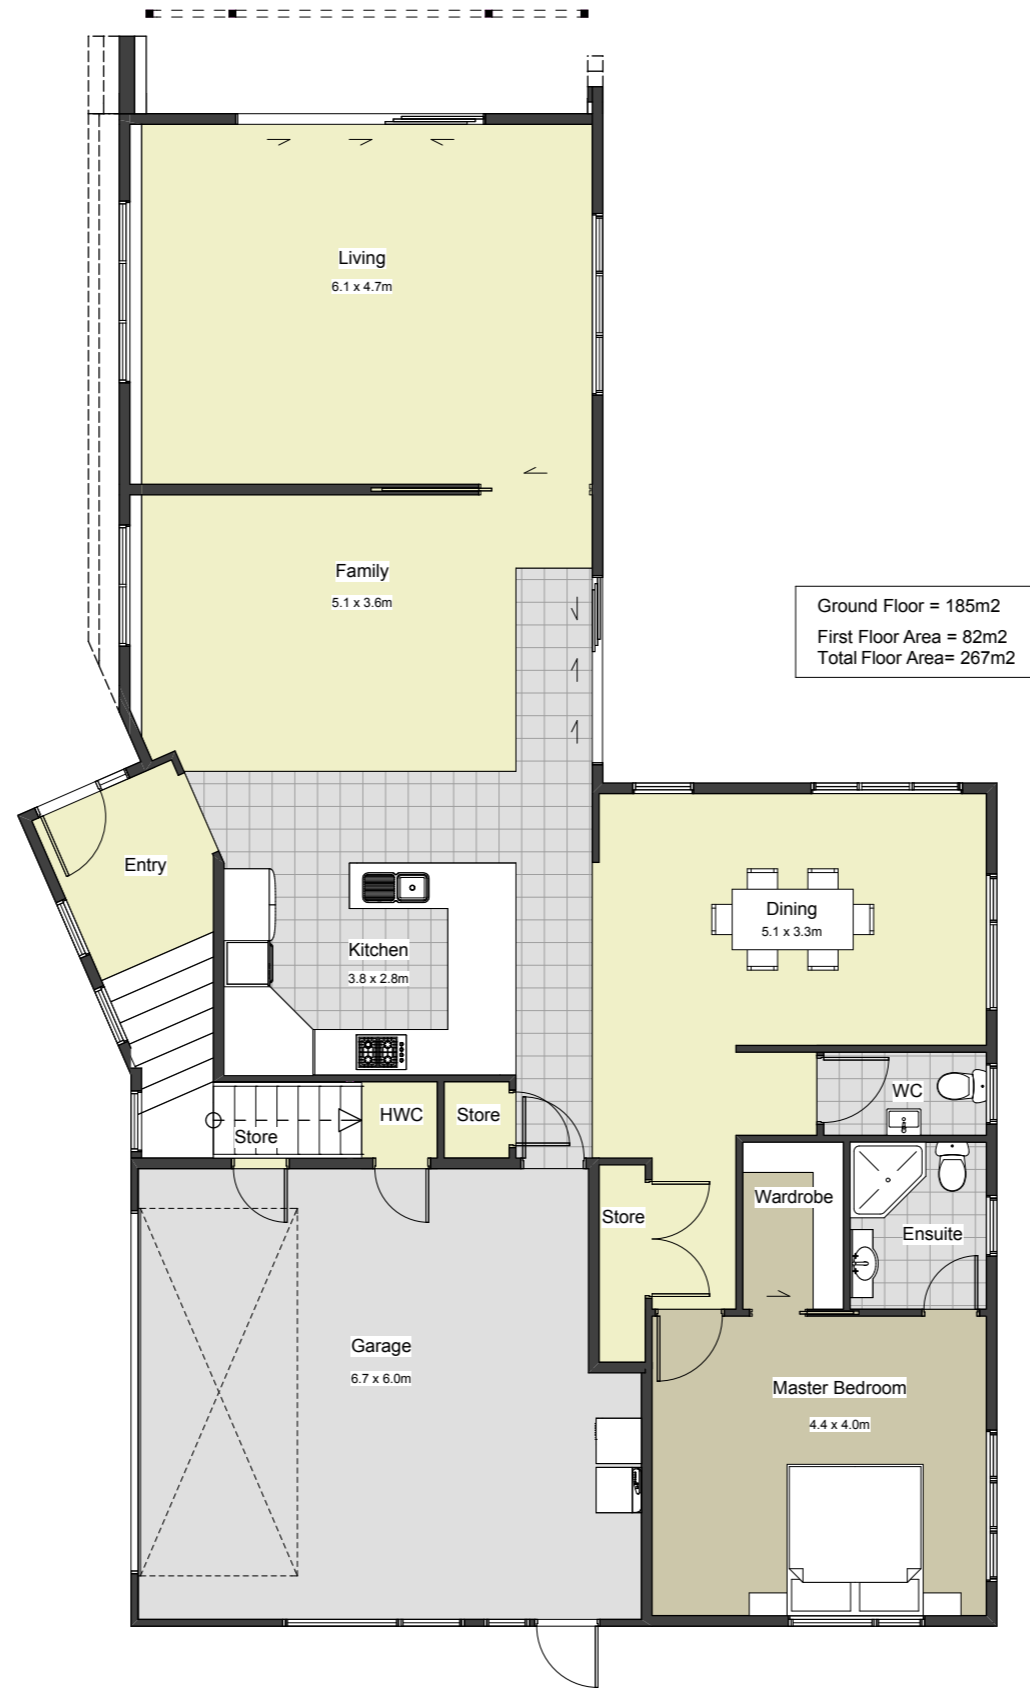 Living
6.1 x 4.7m
Family
5.1 x 3.6m
Ground Floor = 185m2
First Floor Area = 82m2
Total Floor Area= 267m2
Entry
Dining
5.1 x 3.3m
Kitchen
3.8 x 2.8m
WC
HWC
Store
Store
Wardrobe
Store
Ensuite
Garage
6.7 x 6.0m
Master Bedroom
4.4 x 4.0m